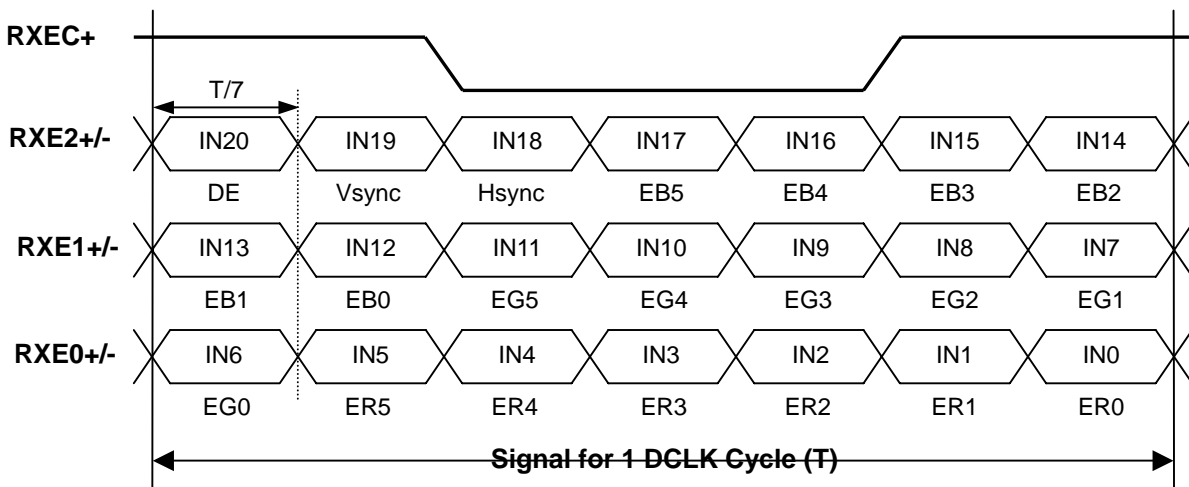 RXEC+
T/7
RXE2+/- IN20 IN19 IN18 IN17 IN16 IN15 IN14
DE Vsync Hsync EB5 EB4 EB3 EB2
RXE1+/- IN13 IN12 IN11 IN10 IN9 IN8 IN7
EB1 EB0 EG5 EG4 EG3 EG2 EG1
RXE0+/- IN6 IN5 IN4 IN3 IN2 IN1 IN0
EG0 ER5 ER4 ER3 ER2 ER1 ER0
Signal for 1 DCLK Cycle (T)